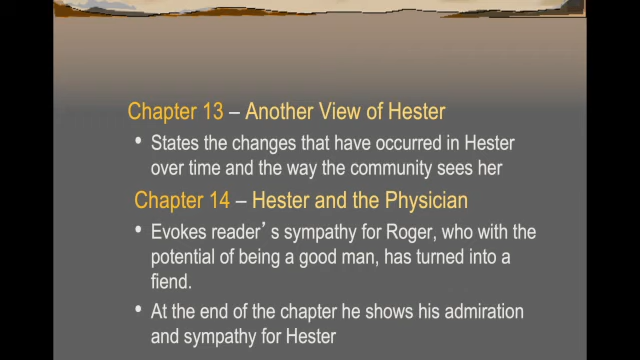 Chapter 13 – Another View of Hester
• States the changes that have occurred in Hester
over time and the way the community sees her
Chapter 14 – Hester and the Physician
• Evokes reader’s sympathy for Roger, who with the
potential of being a good man, has turned into a
fiend.
• At the end of the chapter he shows his admiration
and sympathy for Hester